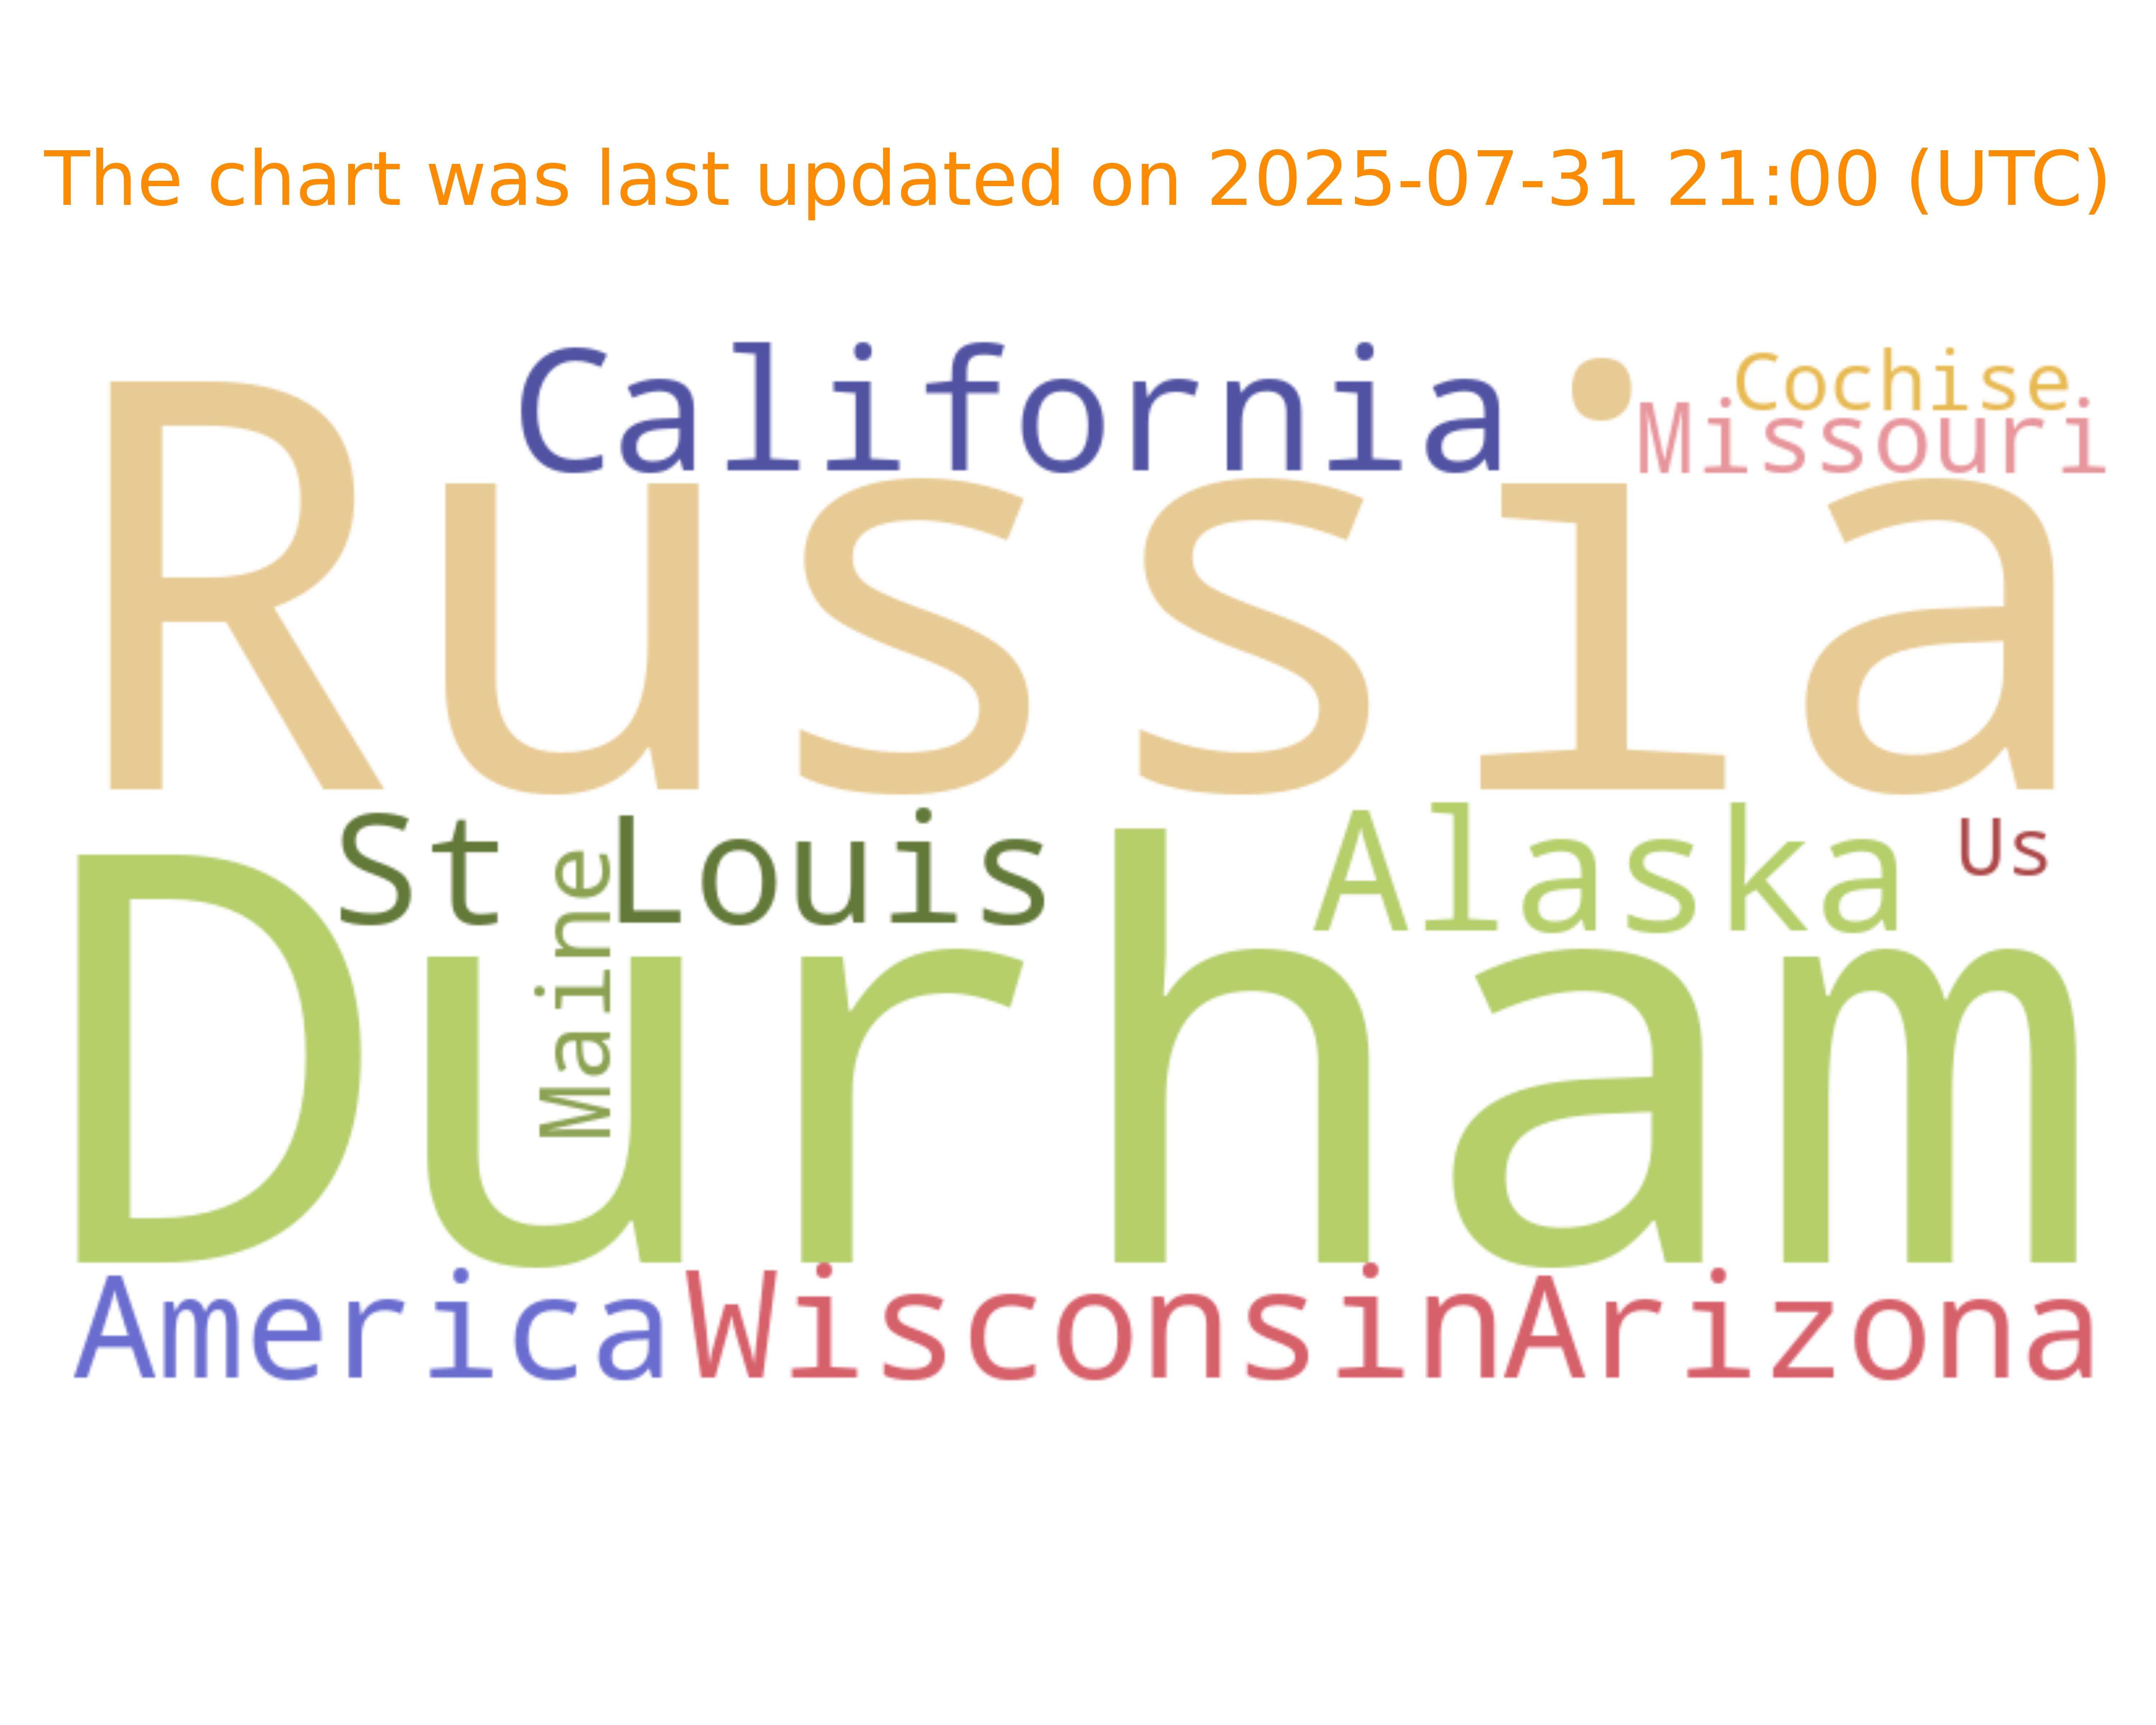 The chart was last updated on 2025-07-31 21:00 (UTC)
California
Cochise
Missouri
Russia
St Louis
Alaska
Us
Maine
Durham
America
Wisconsin
Arizona